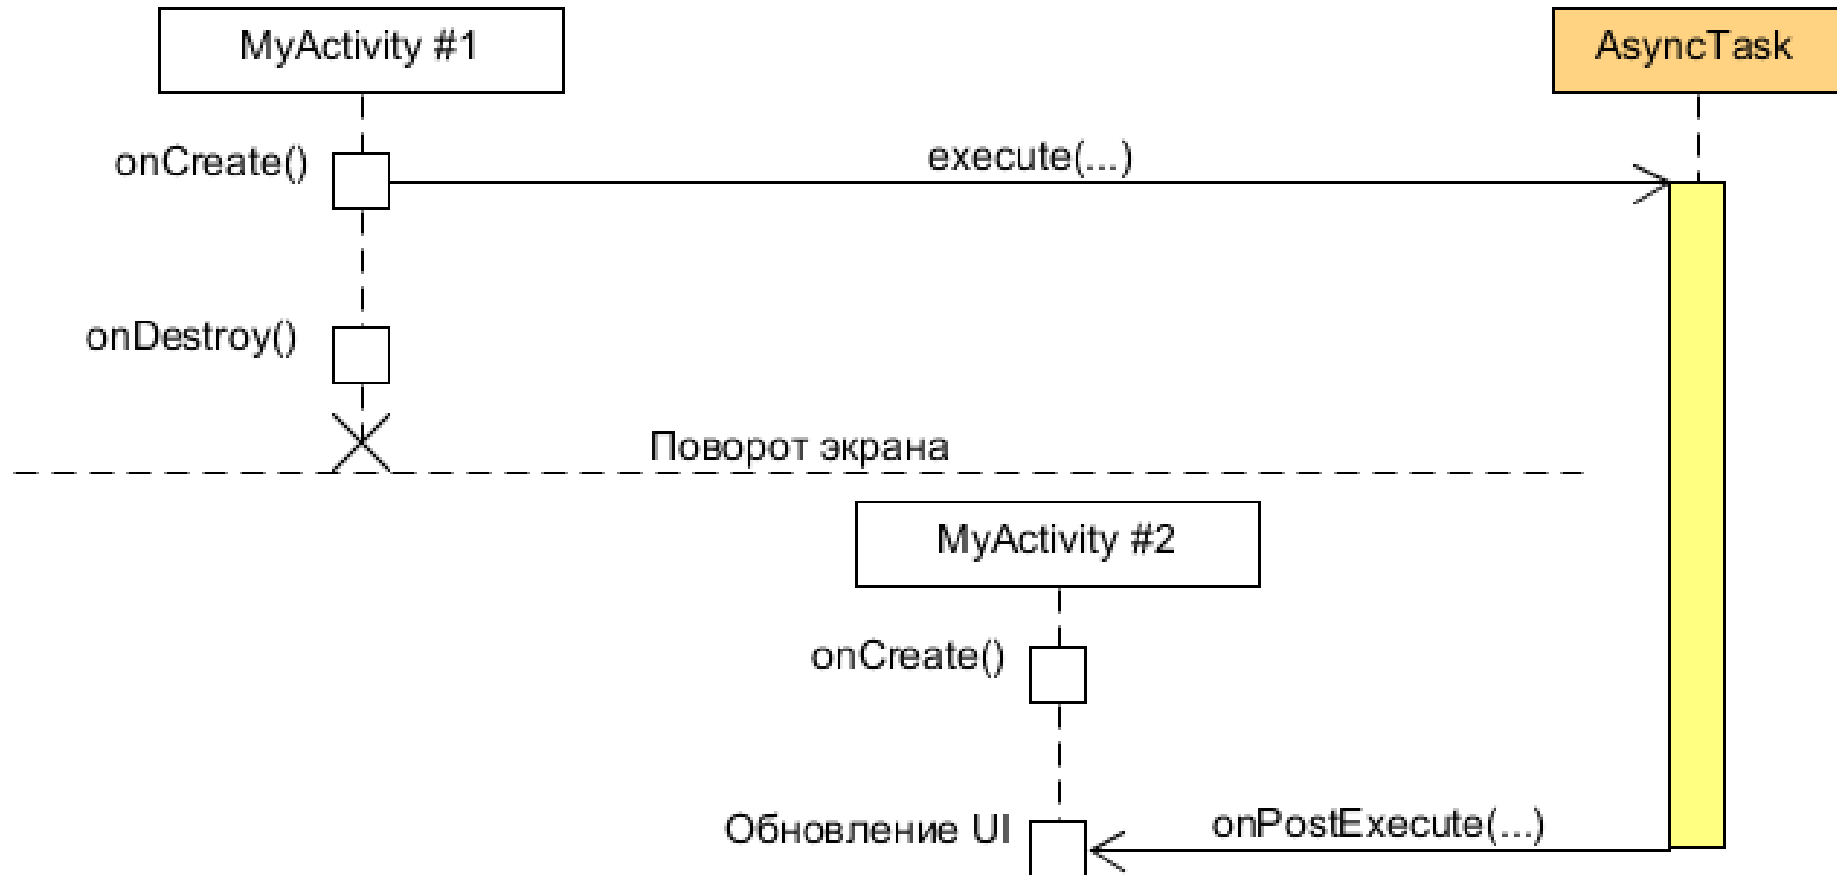 MyActivity #1
AsyncTask
onCreate()
execute(...)
onDestroy()
Поворот экрана
MyActivity #2
onCreate()
Обновление UI
onPostExecute(...)